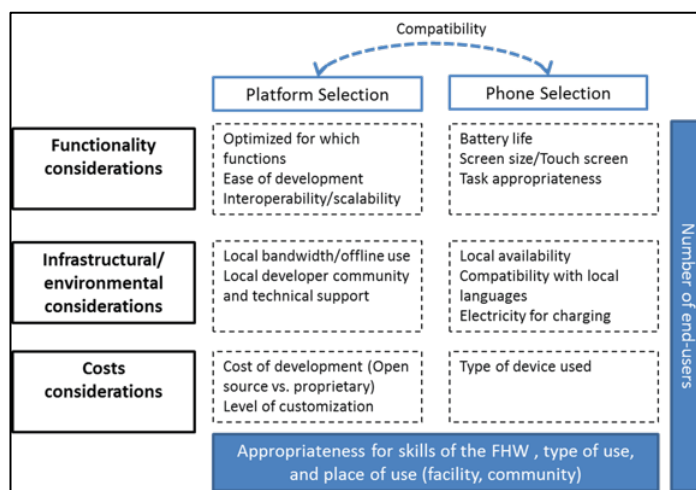 Compatibility
Platform Selection
Phone Selection
Functionality
considerations
Optimized for which
functions
Ease of development
Interoperability/scalability
Battery life
Screen size/Touch screen
Task appropriateness
Infrastructural/
environmental
considerations
Local bandwidth/offline use
Local developer community
and technical support
Local availability
Compatibility with local
languages
Electricity for charging
Costs
considerations
Cost of development (Open
source vs. proprietary)
Level of customization
Type of device used
Number of end-users
Appropriateness for skills of the FHW , type of use,
and place of use (facility, community)